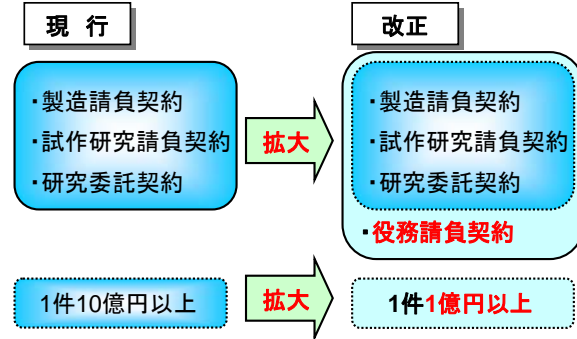 現 行
改正
・製造請負契約
・試作研究請負契約
・研究委託契約
拡大
・製造請負契約
・試作研究請負契約
・研究委託契約
・役務請負契約
1件10億円以上
拡大
1件1億円以上